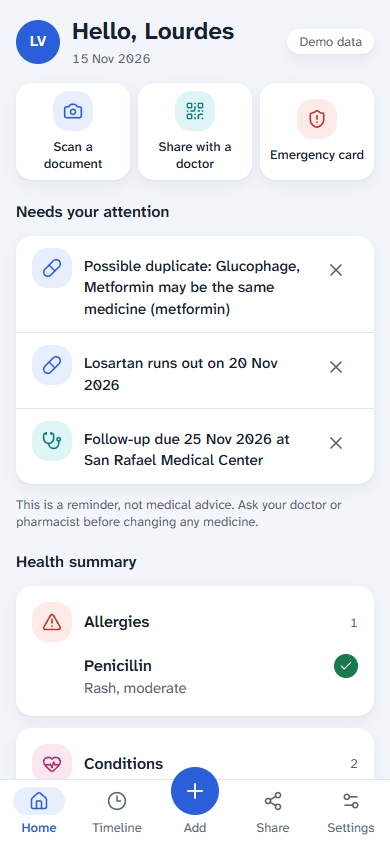 LV
Hello, Lourdes
15 Nov 2026
Demo data
Scan a
document
Share with a
doctor
Emergency card
Needs your attention
Possible duplicate: Glucophage,
Metformin may be the same
medicine (metformin)
Losartan runs out on 20 Nov
2026
Follow-up due 25 Nov 2026 at
San Rafael Medical Center
This is a reminder, not medical advice. Ask your doctor or
pharmacist before changing any medicine.
Health summary
Allergies
1
Penicillin
Rash, moderate
Conditions
2
Home
Timeline
Add
Share
Settings